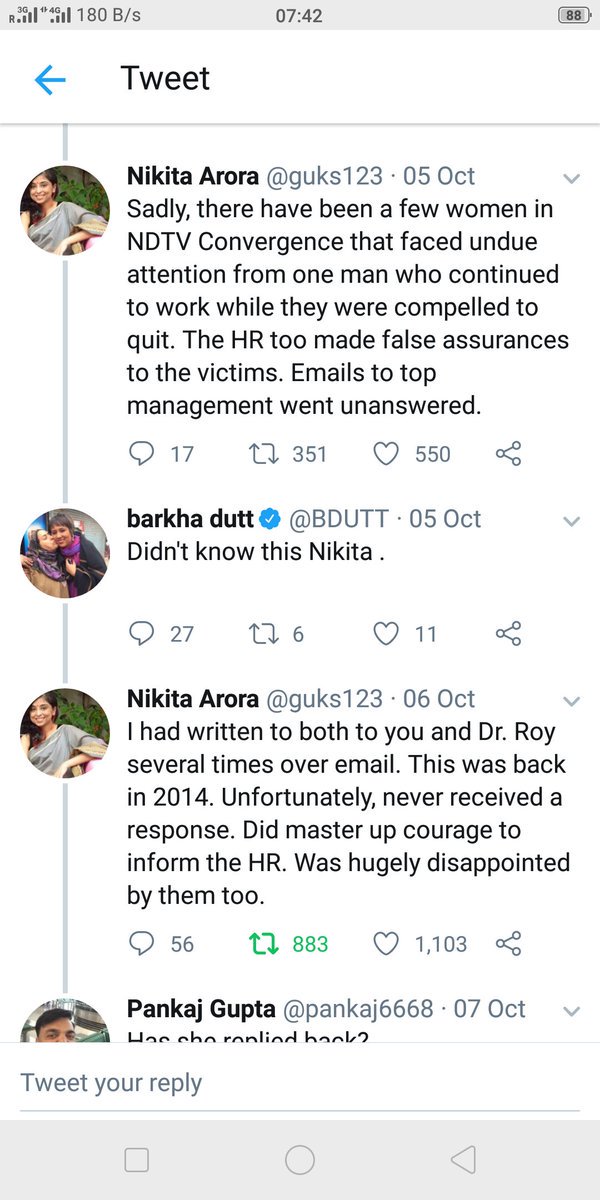 R 3G 4G 180 B/s 07:42 88
Tweet
Nikita Arora @guks123 · 05 Oct
Sadly, there have been a few women in
NDTV Convergence that faced undue
attention from one man who continued
to work while they were compelled to
quit. The HR too made false assurances
to the victims. Emails to top
management went unanswered.
17 351 550
barkha dutt @BDUTT · 05 Oct
Didn't know this Nikita .
27 6 11
Nikita Arora @guks123 · 06 Oct
I had written to both to you and Dr. Roy
several times over email. This was back
in 2014. Unfortunately, never received a
response. Did master up courage to
inform the HR. Was hugely disappointed
by them too.
56 883 1,103
Pankaj Gupta @pankaj6668 · 07 Oct
Has she replied back?
Tweet your reply